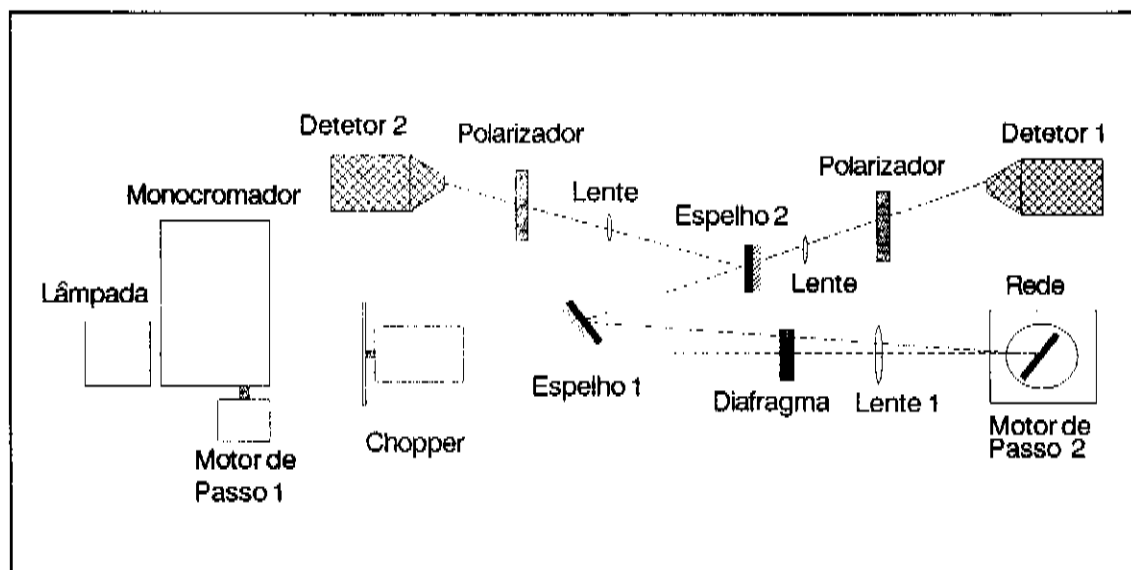 Detetor 2
Polarizador
Detetor 1
Polarizador
Monocromador
Lente
Espelho 2
Lâmpada
Lente
Rede
Espelho 1
Diafragma
Lente 1
Motor de
Passo 2
Chopper
Motor de
Passo 1